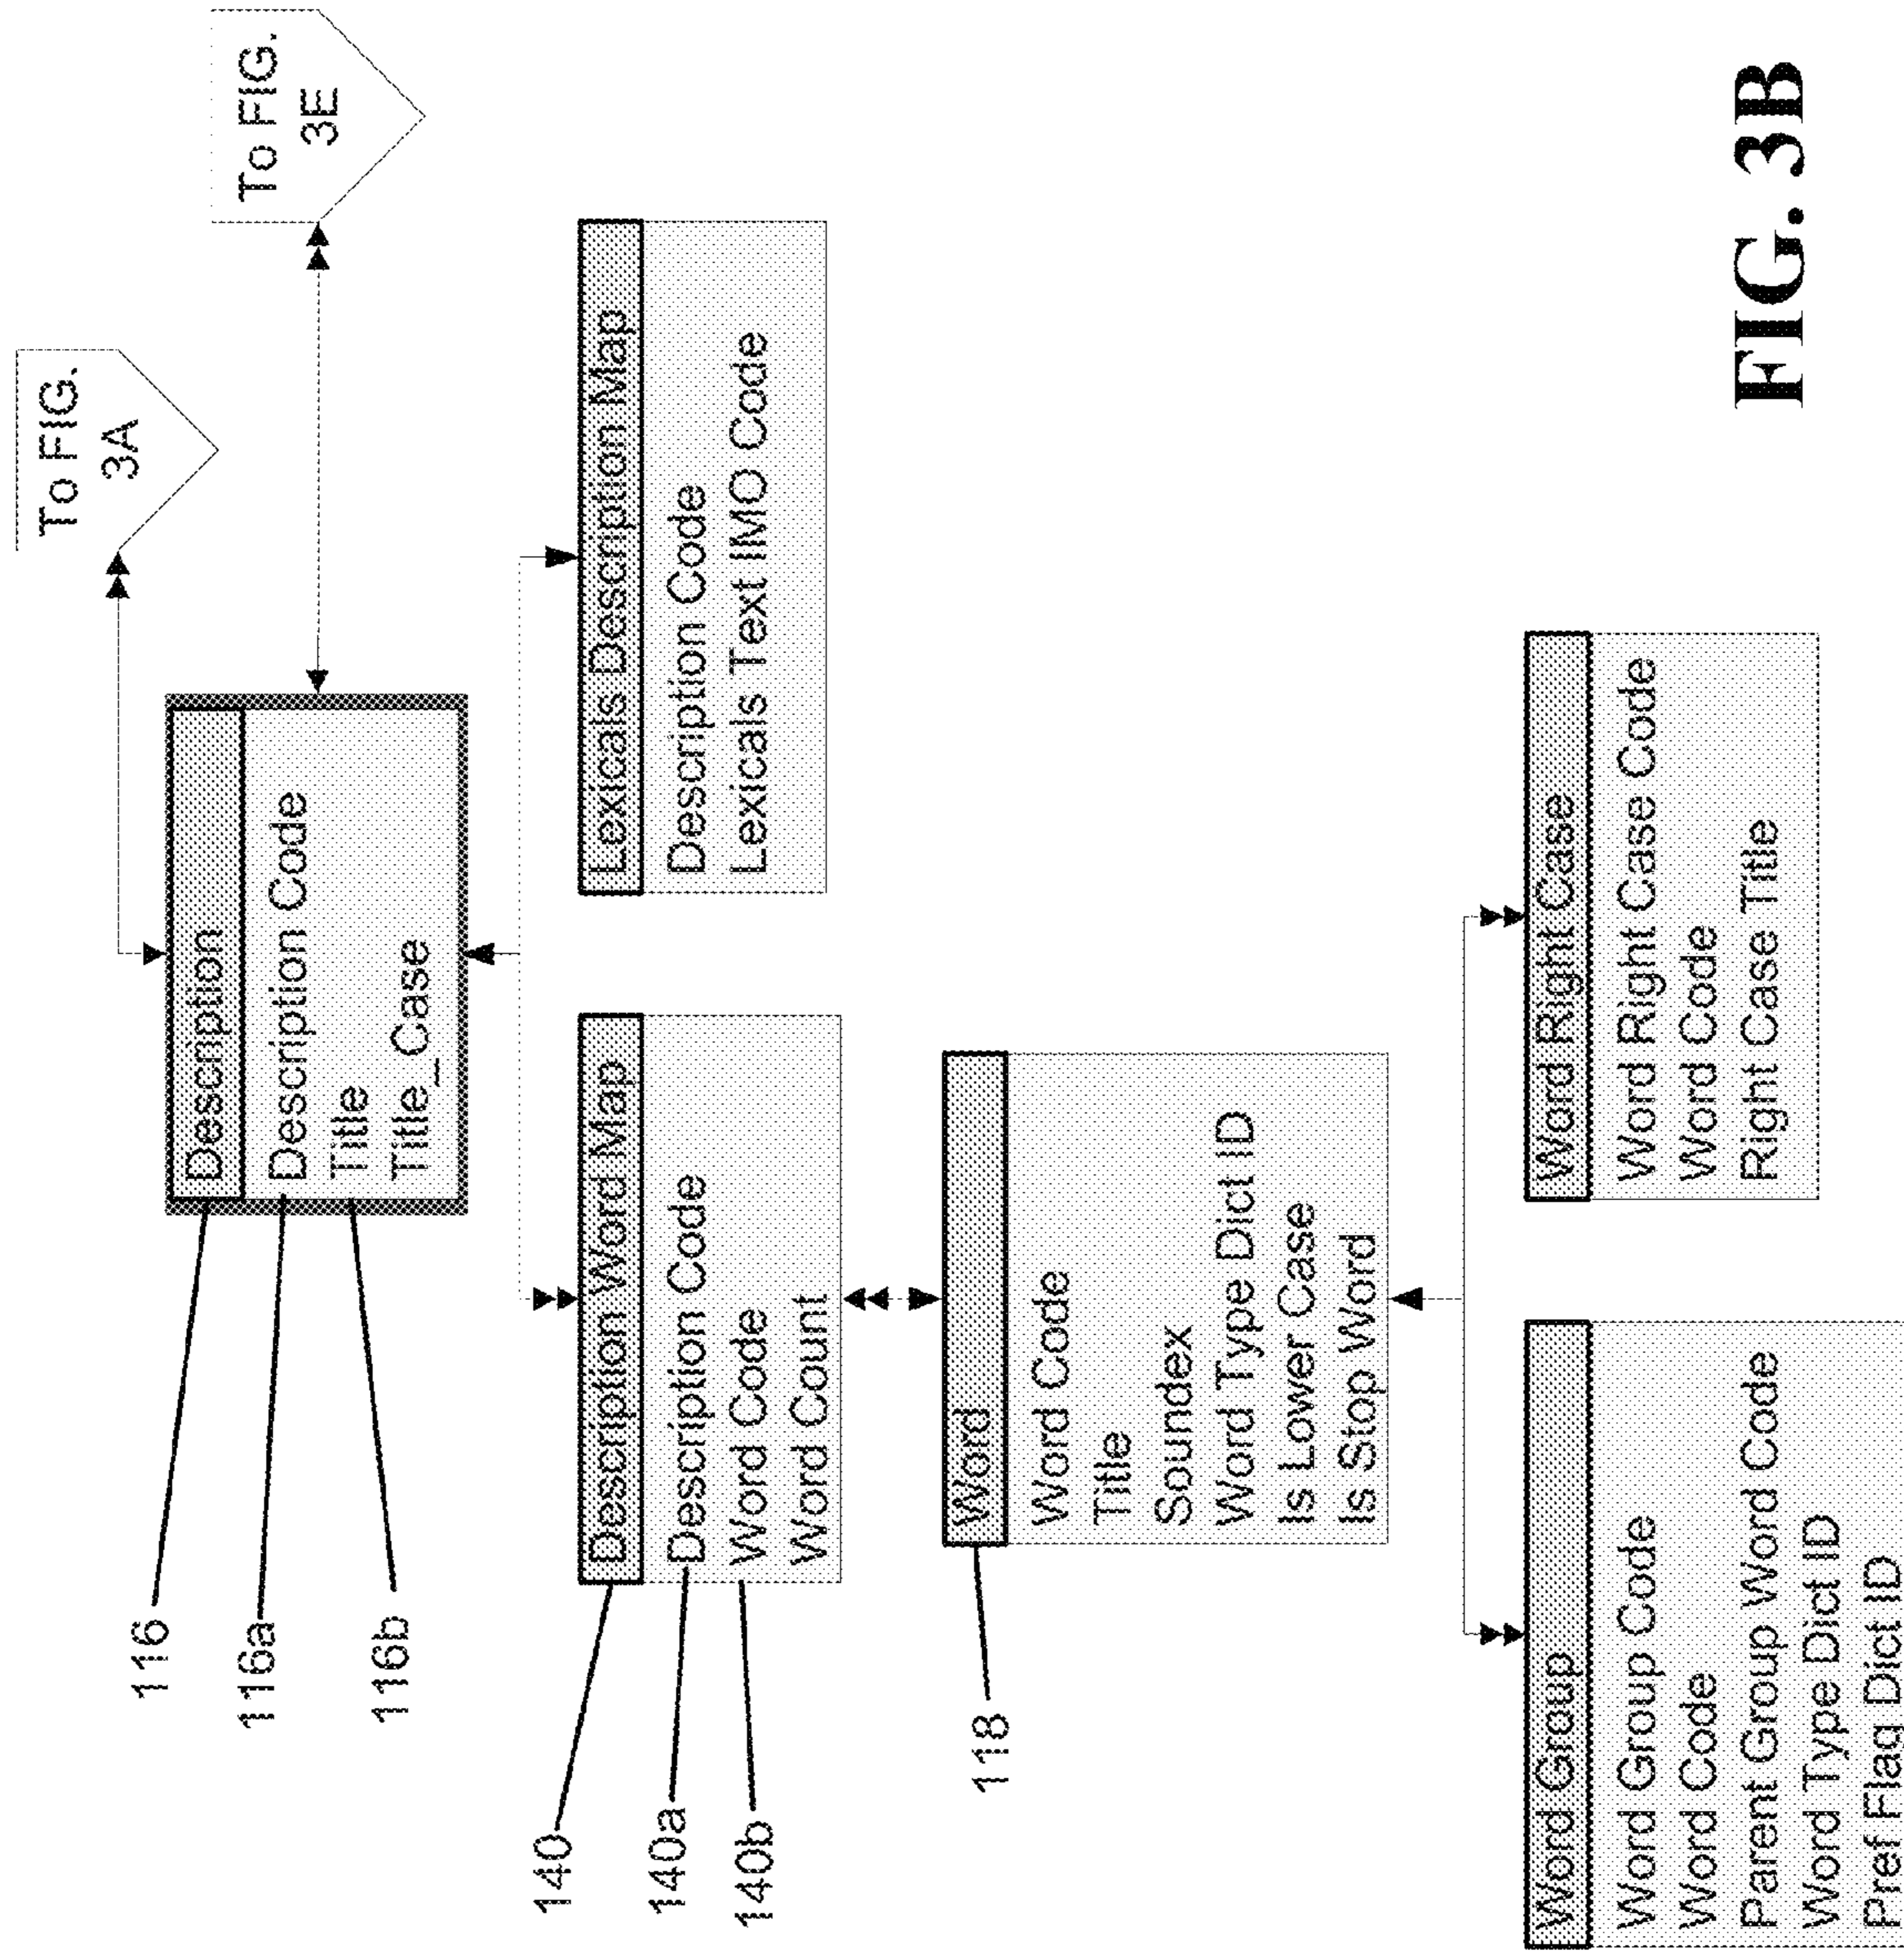 To FIG.
3A
To FIG.
3E
116
116a
116b
Description
Description Code
Title
Title_Case
140
140a
140b
Description Word Map
Description Code
Word Code
Word Count
Lexicals Description Map
Description Code
Lexicals Text IMO Code
118
Word
Word Code
Title
Soundex
Word Type Dict ID
Is Lower Case
Is Stop Word
Word Group
Word Group Code
Word Code
Parent Group Word Code
Word Type Dict ID
Pref Flag Dict ID
Word Right Case
Word Right Case Code
Word Code
Right Case Title
FIG. 3B